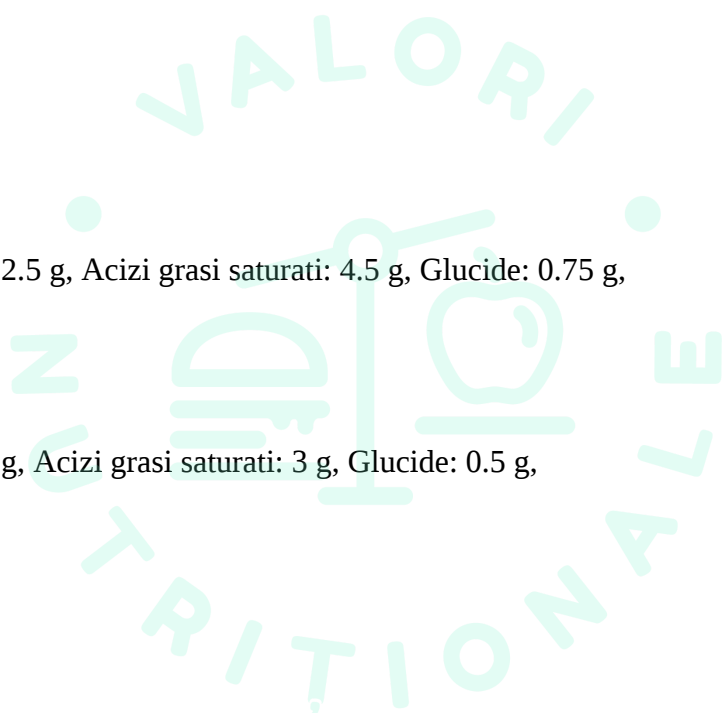 VALORI
2.5 g, Acizi grasi saturati: 4.5 g, Glucide: 0.75 g,
g, Acizi grasi saturati: 3 g, Glucide: 0.5 g,
NUTRITIONALE